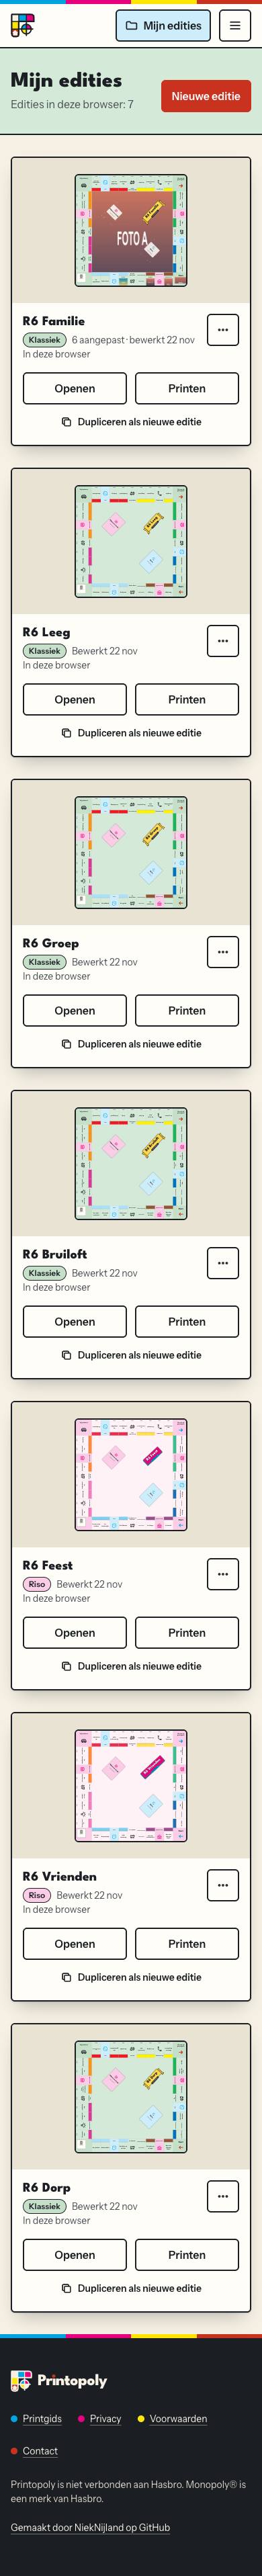 Mijn edities
Mijn edities
Edities in deze browser: 7
Nieuwe editie
FOTO A
R6 Familie
Klassiek 6 aangepast · bewerkt 22 nov
In deze browser
Openen Printen
Dupliceren als nieuwe editie
R6 Leeg
Klassiek Bewerkt 22 nov
In deze browser
Openen Printen
Dupliceren als nieuwe editie
R6 Groep
Klassiek Bewerkt 22 nov
In deze browser
Openen Printen
Dupliceren als nieuwe editie
R6 Bruiloft
Klassiek Bewerkt 22 nov
In deze browser
Openen Printen
Dupliceren als nieuwe editie
R6 Feest
Riso Bewerkt 22 nov
In deze browser
Openen Printen
Dupliceren als nieuwe editie
R6 Vrienden
Riso Bewerkt 22 nov
In deze browser
Openen Printen
Dupliceren als nieuwe editie
R6 Dorp
Klassiek Bewerkt 22 nov
In deze browser
Openen Printen
Dupliceren als nieuwe editie
Printopoly
Printgids Privacy Voorwaarden
Contact
Printopoly is niet verbonden aan Hasbro. Monopoly® is
een merk van Hasbro.
Gemaakt door NiekNijland op GitHub